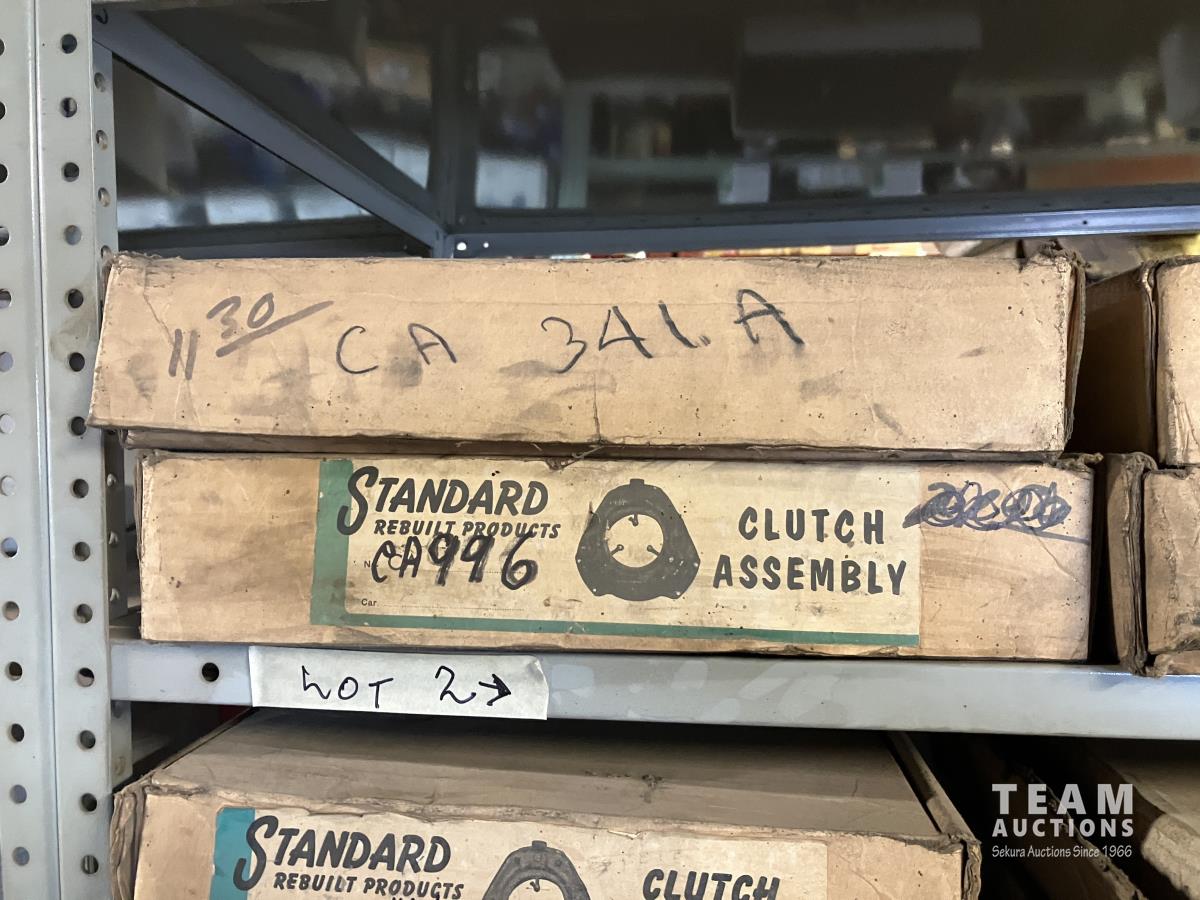 11 30 CA 341.A
STANDARD
REBUILT PRODUCTS
CLUTCH
ASSEMBLY
CA996
Car
LOT 2→
STANDARD
REBUILT PRODUCTS
CLUTCH
TEAM
AUCTIONS
Sekura Auctions Since 1966